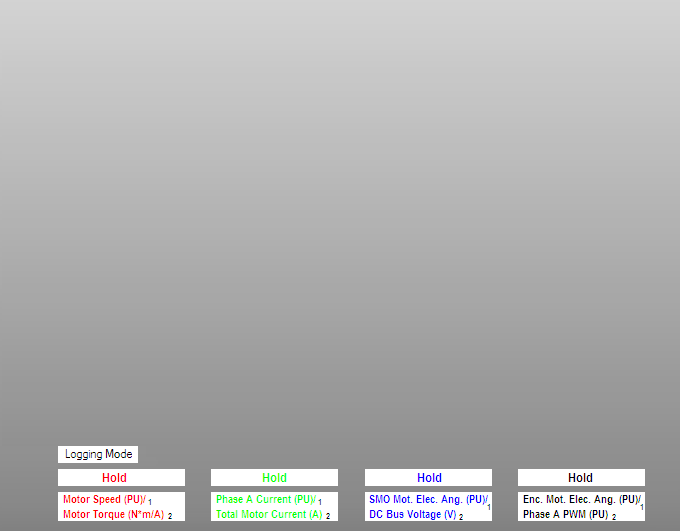 Logging Mode
Hold Hold Hold Hold
Motor Speed (PU)/ 1
Motor Torque (N*m/A) 2
Phase A Current (PU)/ 1
Total Motor Current (A) 2
SMO Mot. Elec. Ang. (PU)/ 1
DC Bus Voltage (V) 2
Enc. Mot. Elec. Ang. (PU)/ 1
Phase A PWM (PU) 2